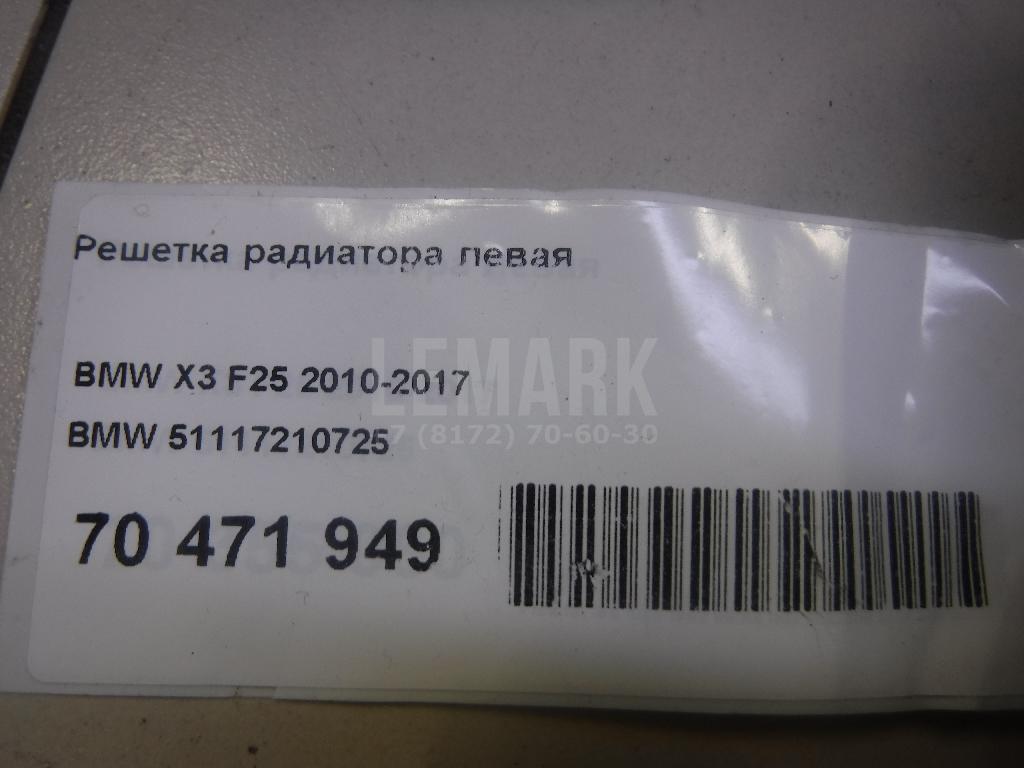 Решетка радиатора левая
BMW X3 F25 2010-2017
BMW 51117210725
70 471 949
LEMARK
+7 (8172) 70-60-30